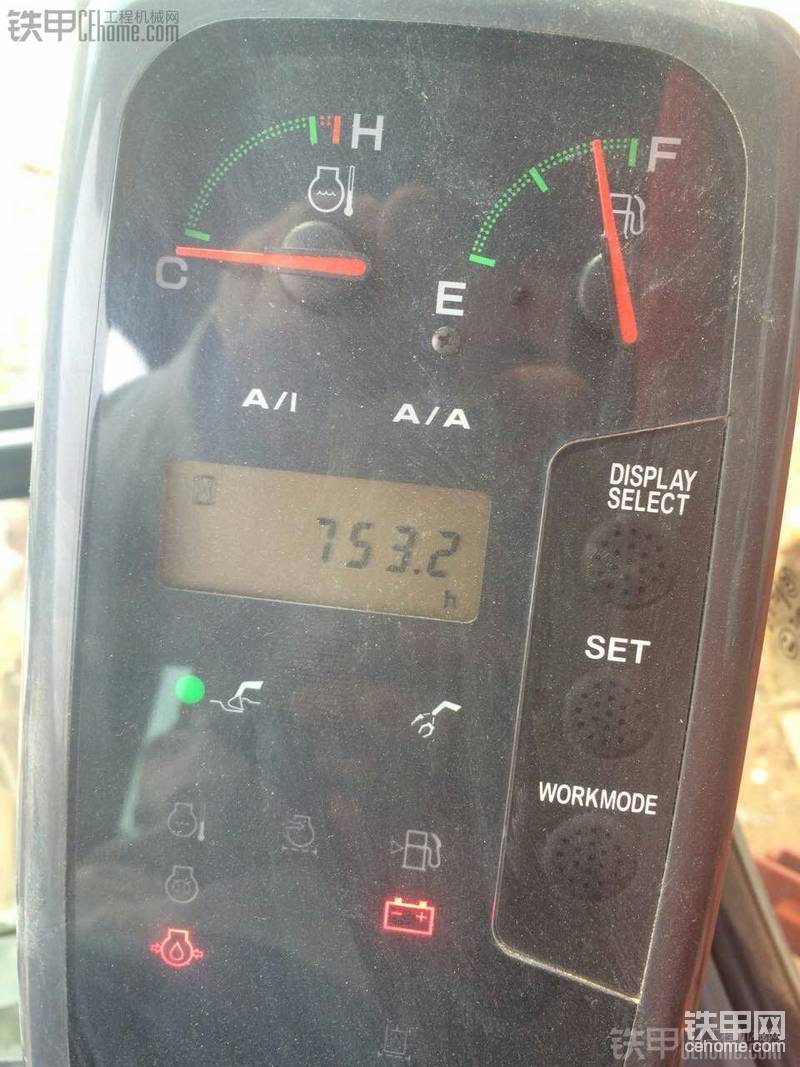 铁甲 工程机械网
CEhome.com
H
F
C
E
A/I
A/A
DISPLAY
SELECT
753.2
h
SET
WORKMODE
铁甲网
cehome.com